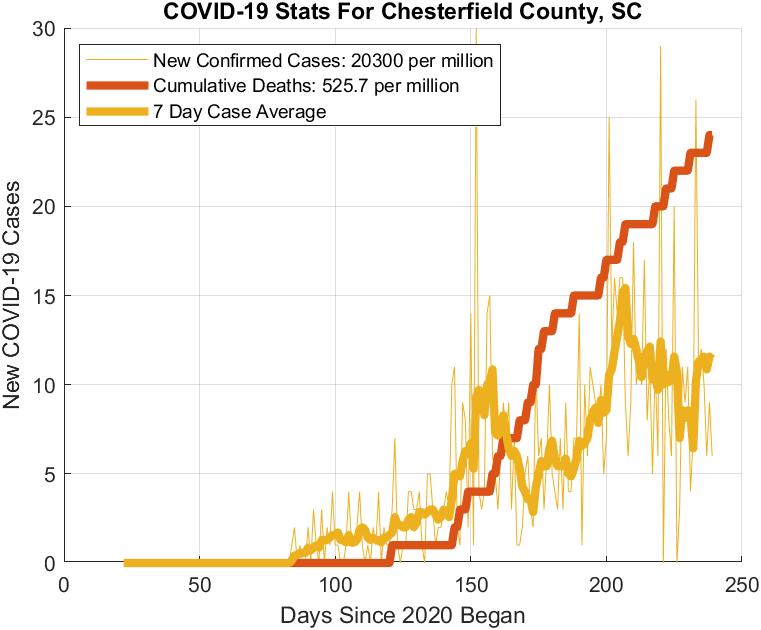 COVID-19 Stats For Chesterfield County, SC
New Confirmed Cases: 20300 per million
Cumulative Deaths: 525.7 per million
7 Day Case Average
New COVID-19 Cases
30
25
20
15
10
5
0
0 50 100 150 200 250
Days Since 2020 Began